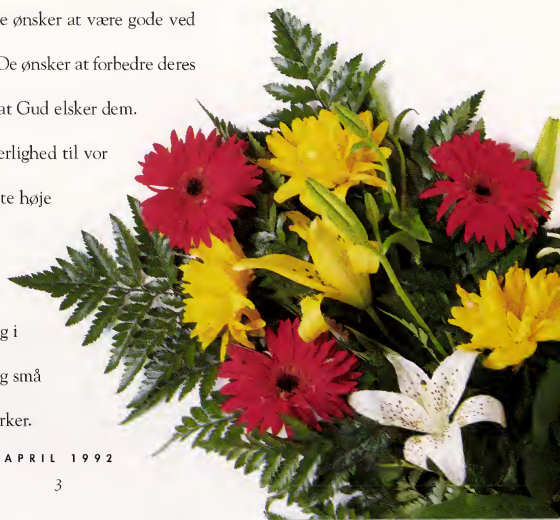 e ønsker at være gode ved
De ønsker at forbedre deres
at Gud elsker dem.
erlighed til vor
te høje
g i
g små
rker.
APRIL 1992
3